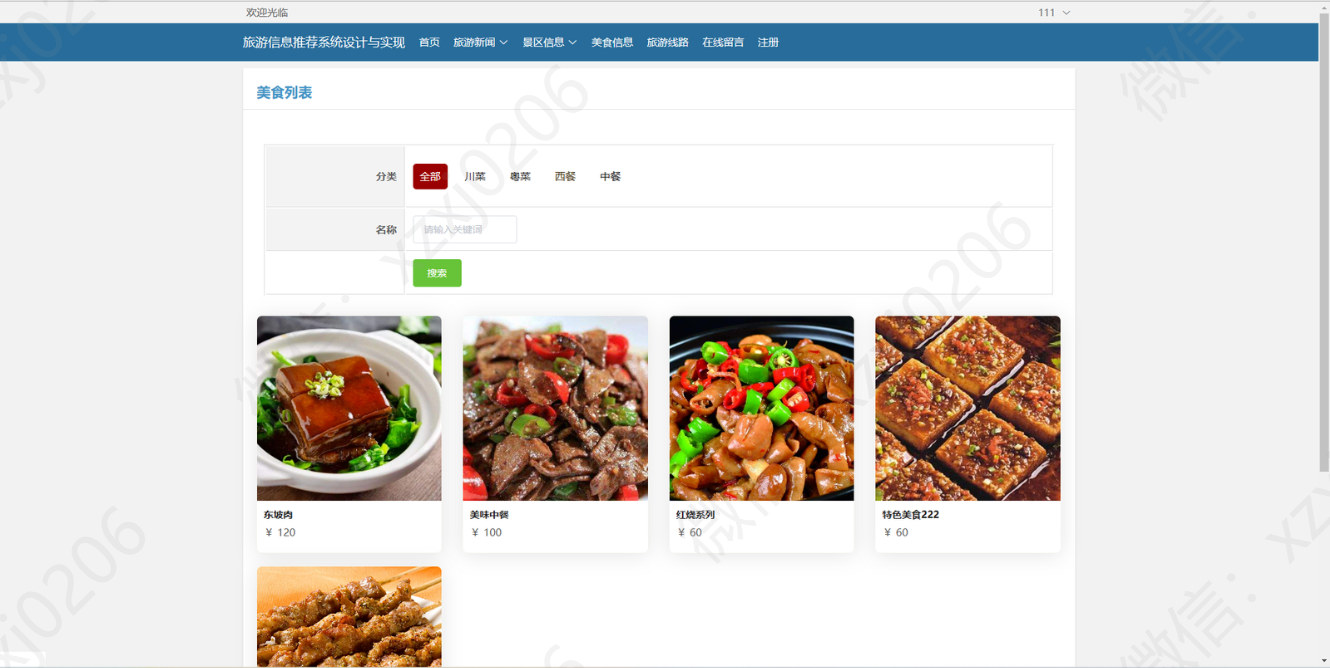 欢迎光临 111
旅游信息推荐系统设计与实现 首页 旅游新闻 景区信息 美食信息 旅游线路 在线留言 注册
美食列表
分类 全部 川菜 粤菜 西餐 中餐
名称 请输入关键词
搜索
东坡肉 美味中餐 红烧系列 特色美食222
¥ 120 ¥ 100 ¥ 60 ¥ 60
微信：xzxj0206